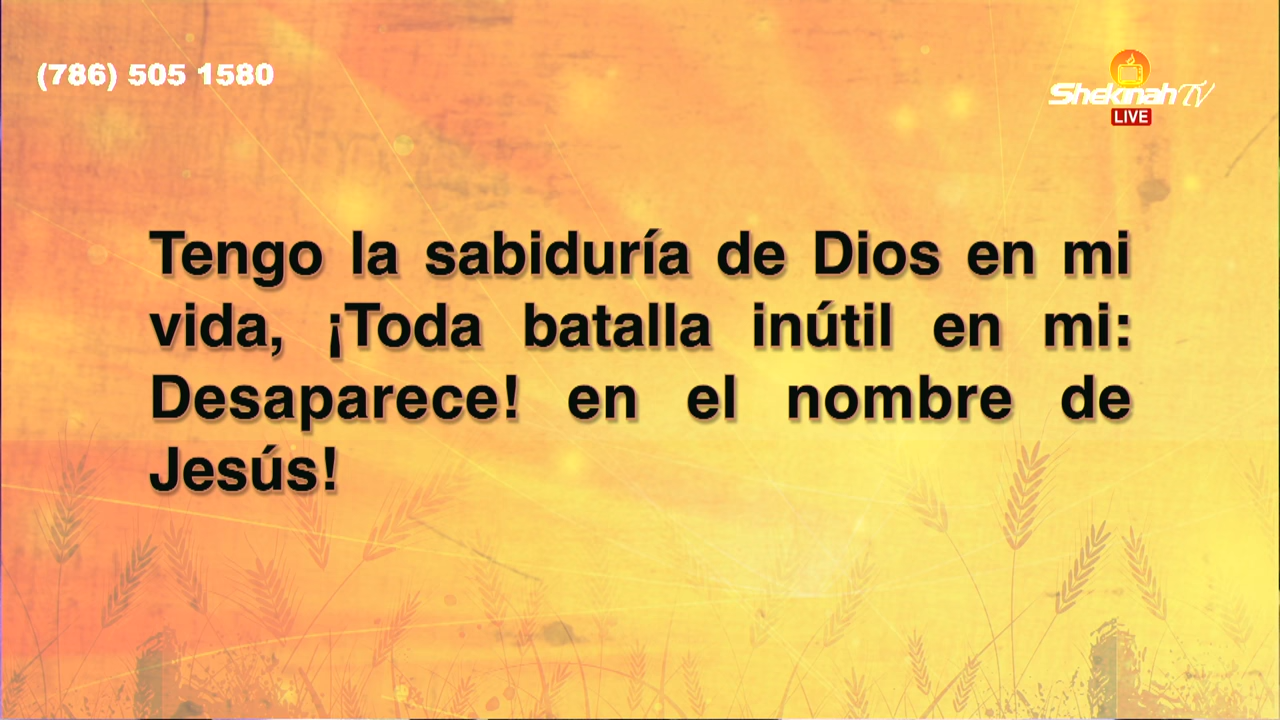 (786) 505 1580
Shekinah TV
LIVE
Tengo la sabiduría de Dios en mi
vida, ¡Toda batalla inútil en mi:
Desaparece! en el nombre de
Jesús!